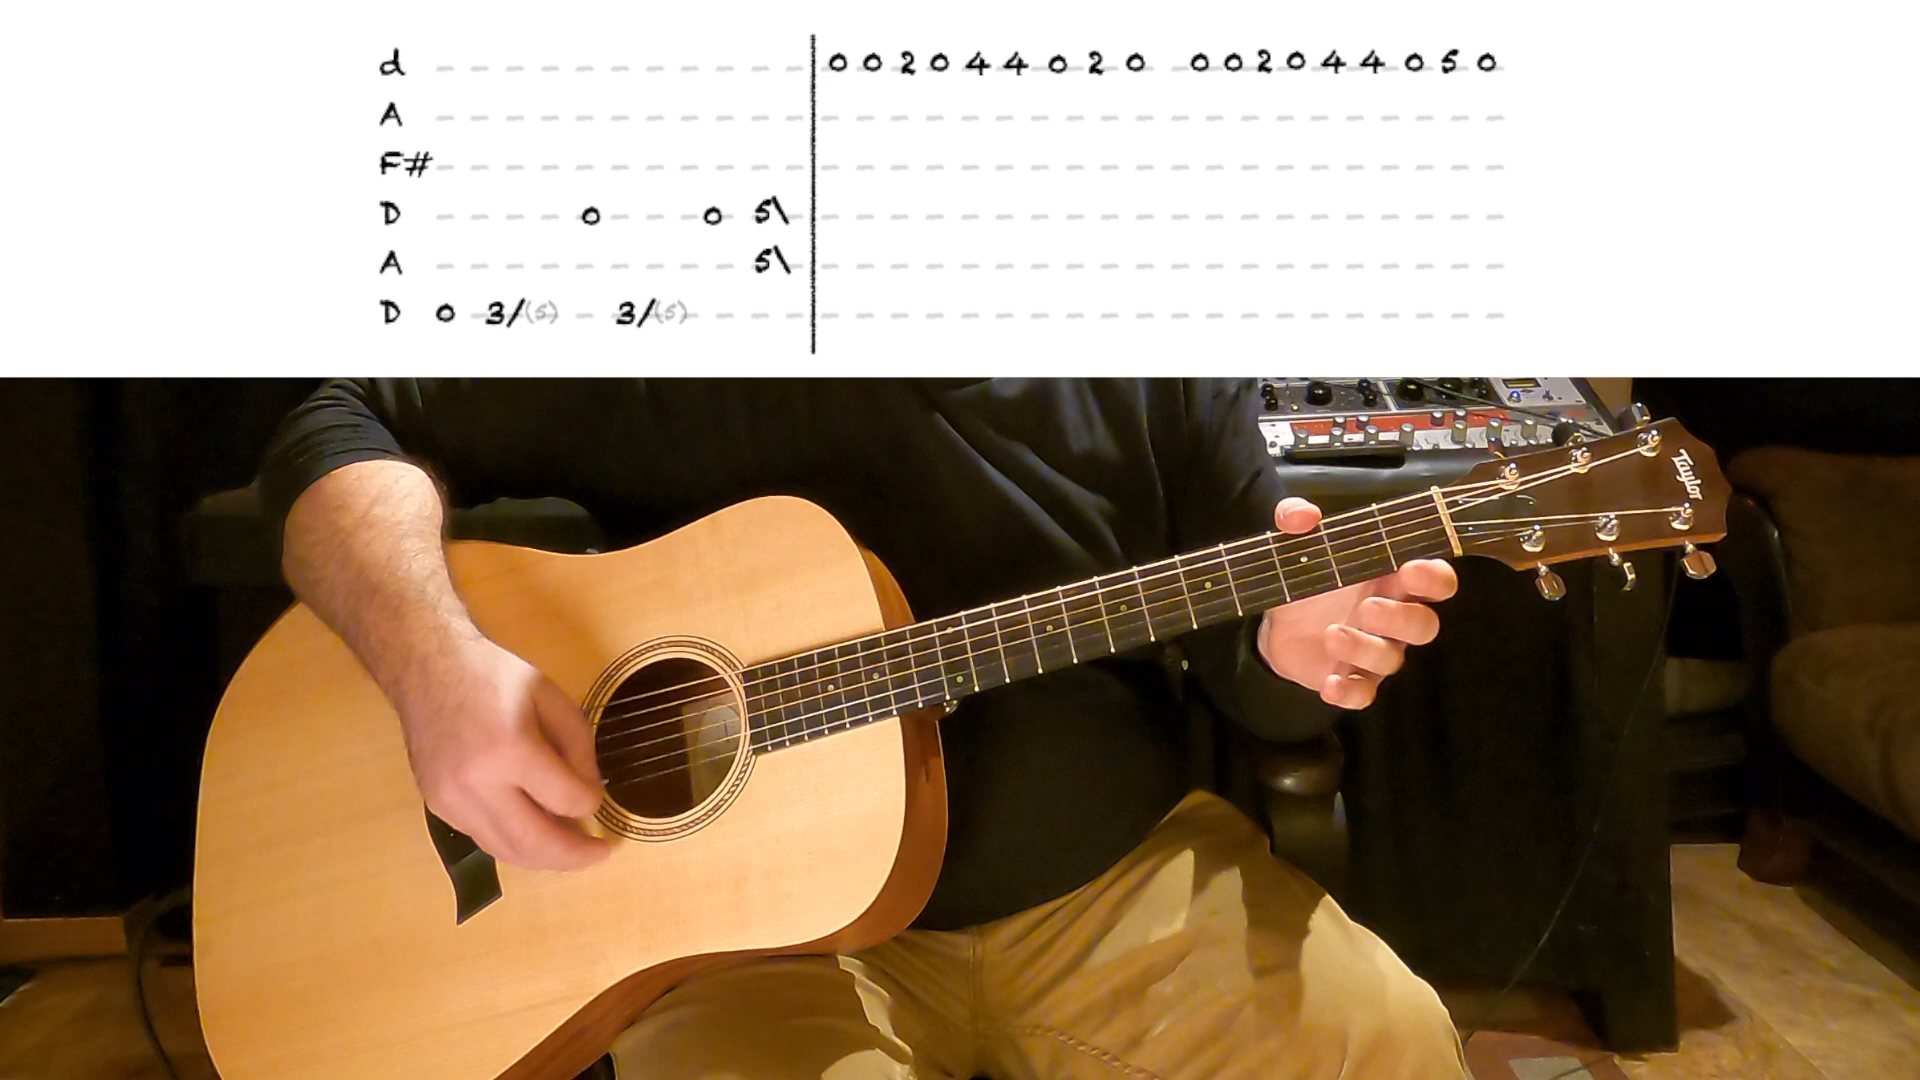 d 0 0 2 0 4 4 0 2 0 0 0 2 0 4 4 0 5 0
A
F#
D 0 0 5\
A 5\
D 0 3/(5) 3/(5)
Taylor